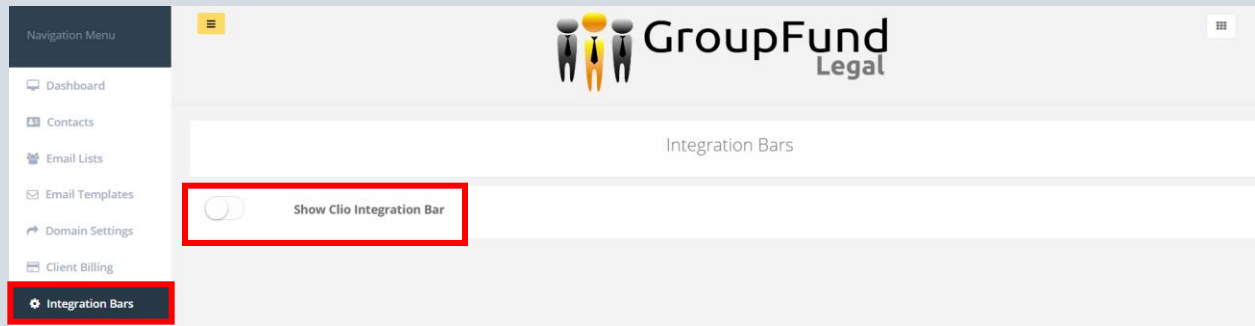 Navigation Menu
GroupFund
Legal
Dashboard
Contacts
Email Lists
Email Templates
Domain Settings
Client Billing
Integration Bars
Integration Bars
Show Clio Integration Bar